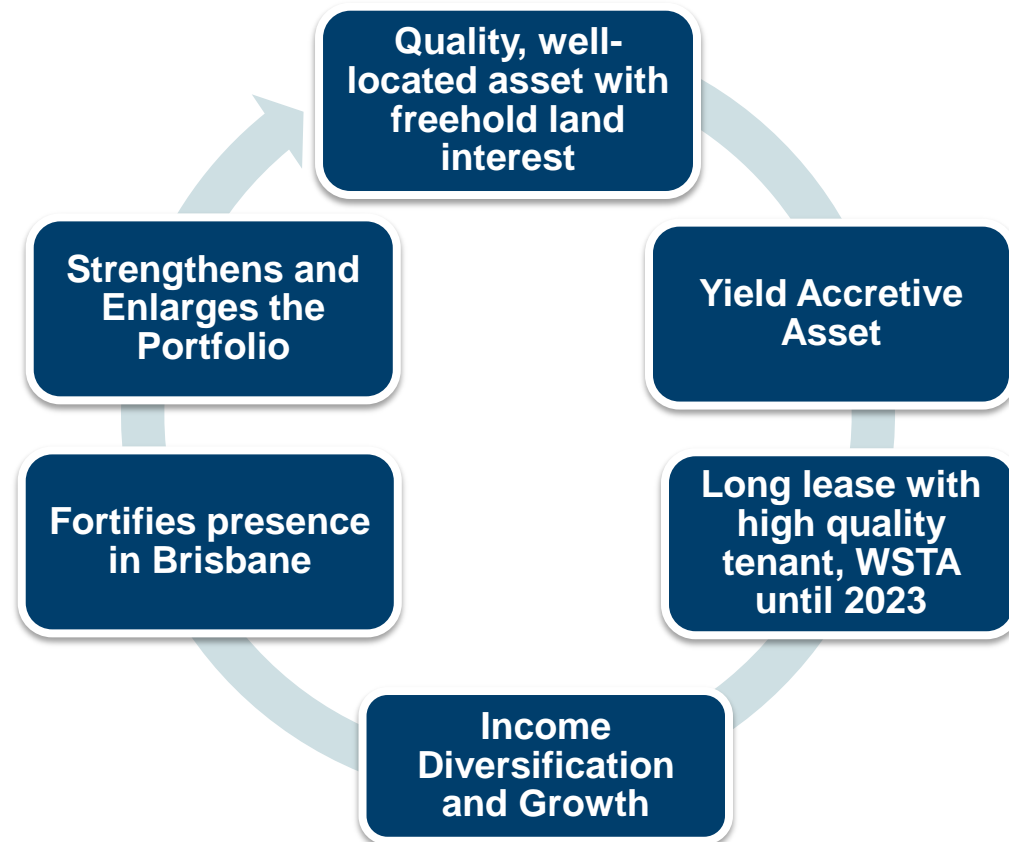 Quality, well-
located asset with
freehold land
interest
Yield Accretive
Asset
Long lease with
high quality
tenant, WSTA
until 2023
Income
Diversification
and Growth
Fortifies presence
in Brisbane
Strengthens and
Enlarges the
Portfolio